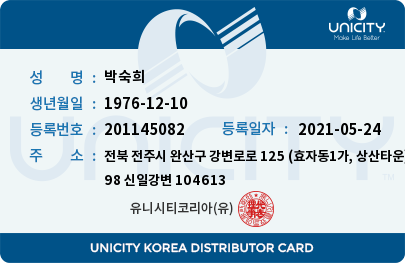 UNICITY
Make Life Better
성 명 : 박숙희
생년월일 : 1976-12-10
등록번호 : 201145082 등록일자 : 2021-05-24
주 소 : 전북 전주시 완산구 강변로로 125 (효자동1가, 상산타운)
98 신일강변 104613
유니시티코리아(유)
UNICITY
UNICITY KOREA DISTRIBUTOR CARD